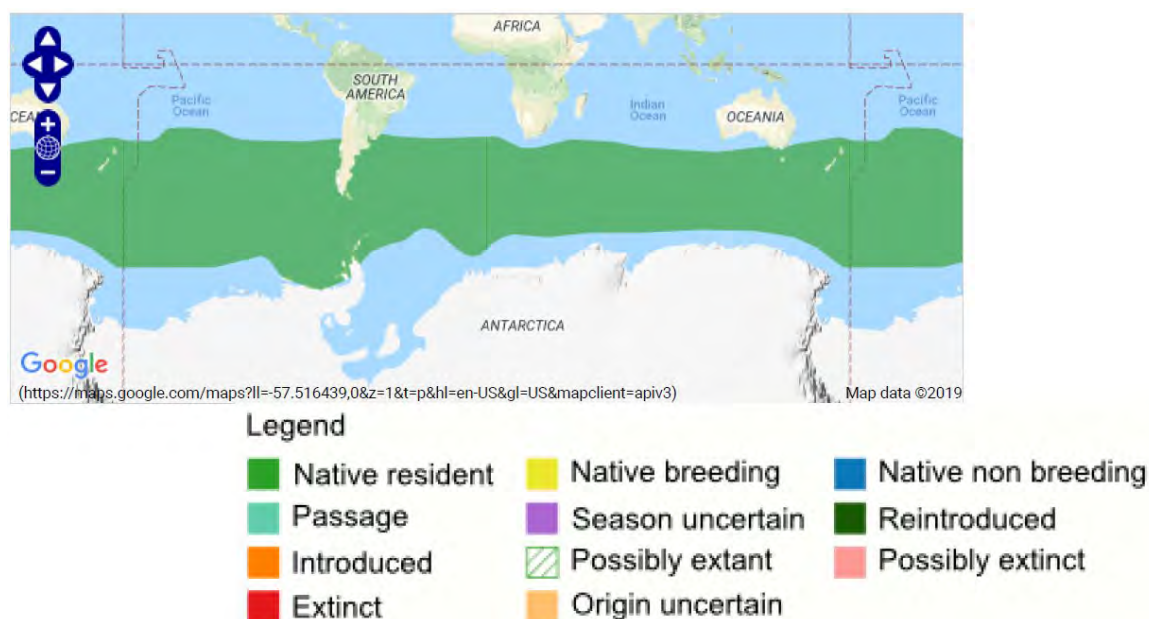 AFRICA
SOUTH
AMERICA
Pacific
Ocean
Indian
Ocean
OCEANIA
Pacific
Ocean
CEA
ANTARCTICA
Google
(https://maps.google.com/maps?ll=-57.516439,0&z=1&t=p&hl=en-US&gl=US&mapclient=apiv3) Map data ©2019
Legend
Native resident Native breeding Native non breeding
Passage Season uncertain Reintroduced
Introduced Possibly extant Possibly extinct
Extinct Origin uncertain